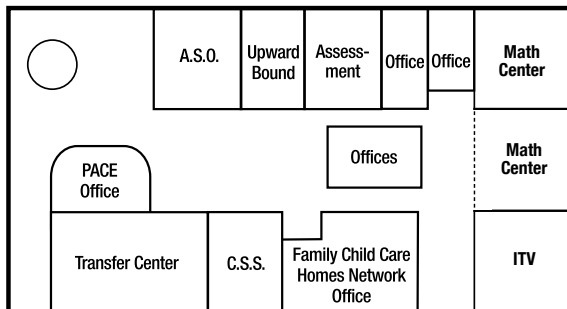 A.S.O.
Upward
Bound
Assess-
ment
Office
Office
Math
Center
PACE
Office
Offices
Math
Center
Transfer Center
C.S.S.
Family Child Care
Homes Network
Office
ITV